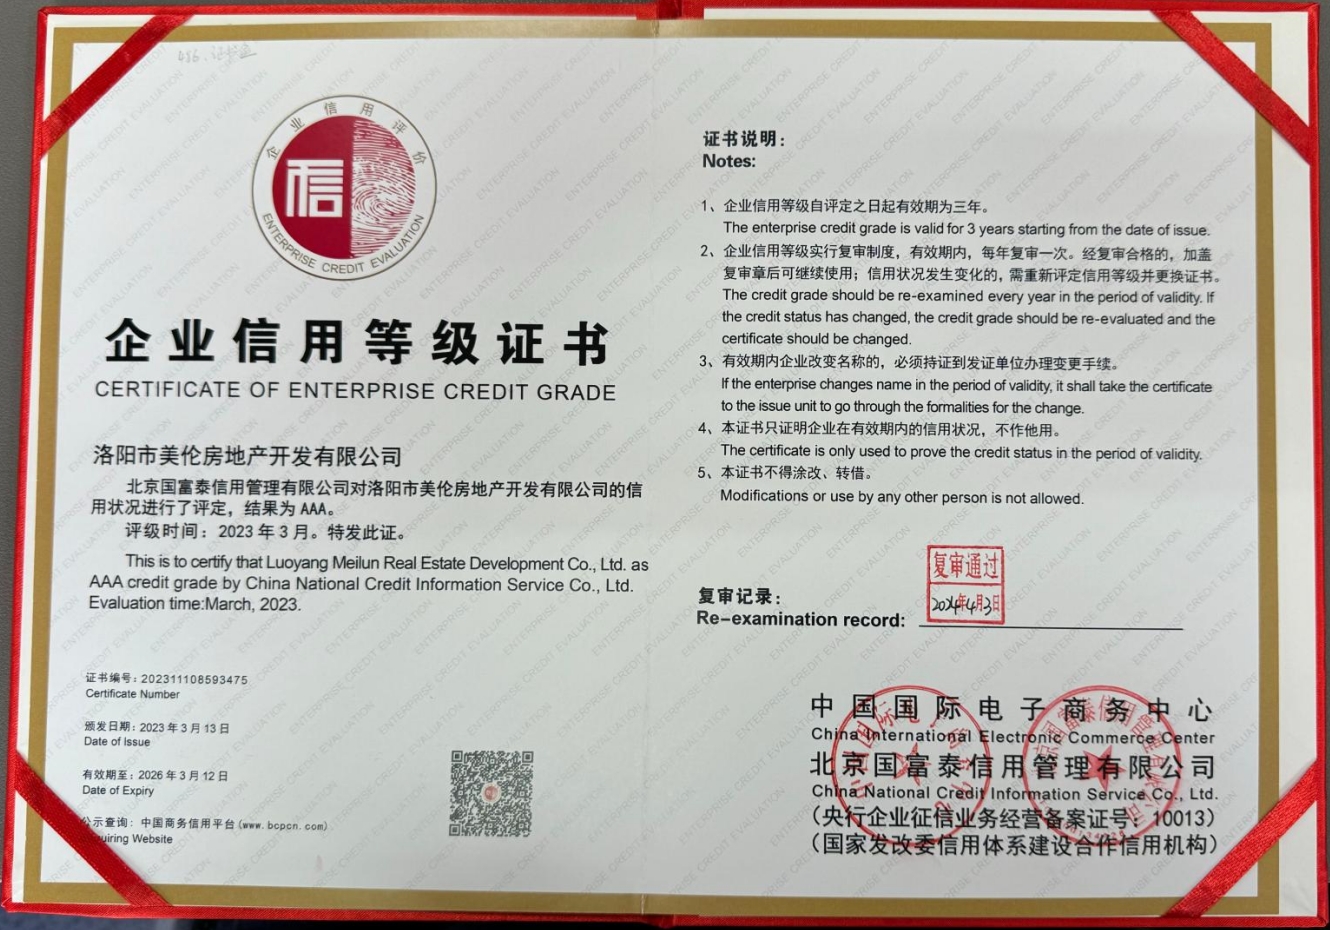 企业信用评价
信
ENTERPRISE CREDIT EVALUATION
企业信用等级证书
CERTIFICATE OF ENTERPRISE CREDIT GRADE
洛阳市美伦房地产开发有限公司
北京国富泰信用管理有限公司对洛阳市美伦房地产开发有限公司的信
用状况进行了评定，结果为 AAA。
评级时间：2023 年 3 月。特发此证。
This is to certify that Luoyang Meilun Real Estate Development Co., Ltd. as
AAA credit grade by China National Credit Information Service Co., Ltd.
Evaluation time:March, 2023.
证书编号：202311108593475
Certificate Number
颁发日期：2023 年 3 月 13 日
Date of Issue
有效期至：2026 年 3 月 12 日
Date of Expiry
公示查询：中国商务信用平台(www.bcpcn.com)
quiring Website
证书说明：
Notes:
1、企业信用等级自评定之日起有效期为三年。
The enterprise credit grade is valid for 3 years starting from the date of issue.
2、企业信用等级实行复审制度，有效期内，每年复审一次。经复审合格的，加盖
复审章后可继续使用；信用状况发生变化的，需重新评定信用等级并更换证书。
The credit grade should be re-examined every year in the period of validity. If
the credit status has changed, the credit grade should be re-evaluated and the
certificate should be changed.
3、有效期内企业改变名称的，必须持证到发证单位办理变更手续。
If the enterprise changes name in the period of validity, it shall take the certificate
to the issue unit to go through the formalities for the change.
4、本证书只证明企业在有效期内的信用状况，不作他用。
The certificate is only used to prove the credit status in the period of validity.
5、本证书不得涂改、转借。
Modifications or use by any other person is not allowed.
复审通过
2024年4月3日
复审记录：
Re-examination record:
中国国际电子商务中心
China International Electronic Commerce Center
北京国富泰信用管理有限公司
China National Credit Information Service Co., Ltd.
（央行企业征信业务经营备案证号：10013）
（国家发改委信用体系建设合作信用机构）